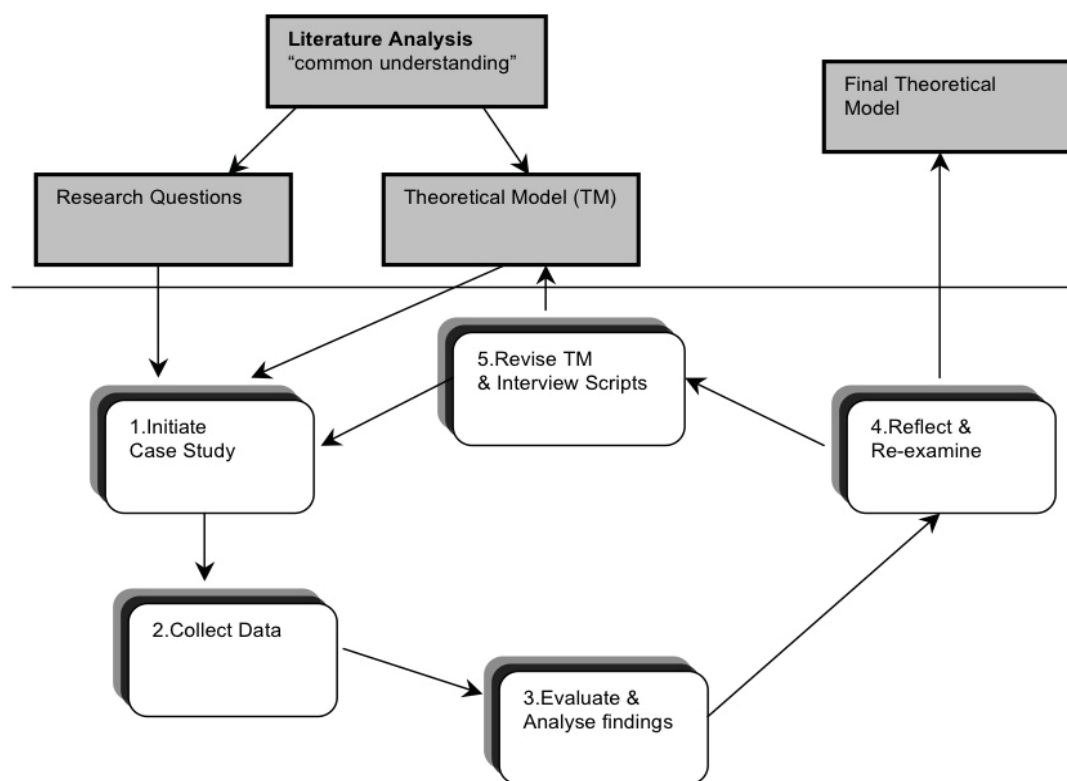 Literature Analysis
“common understanding”
Final Theoretical
Model
Research Questions
Theoretical Model (TM)
5.Revise TM
& Interview Scripts
1.Initiate
Case Study
4.Reflect &
Re-examine
2.Collect Data
3.Evaluate &
Analyse findings